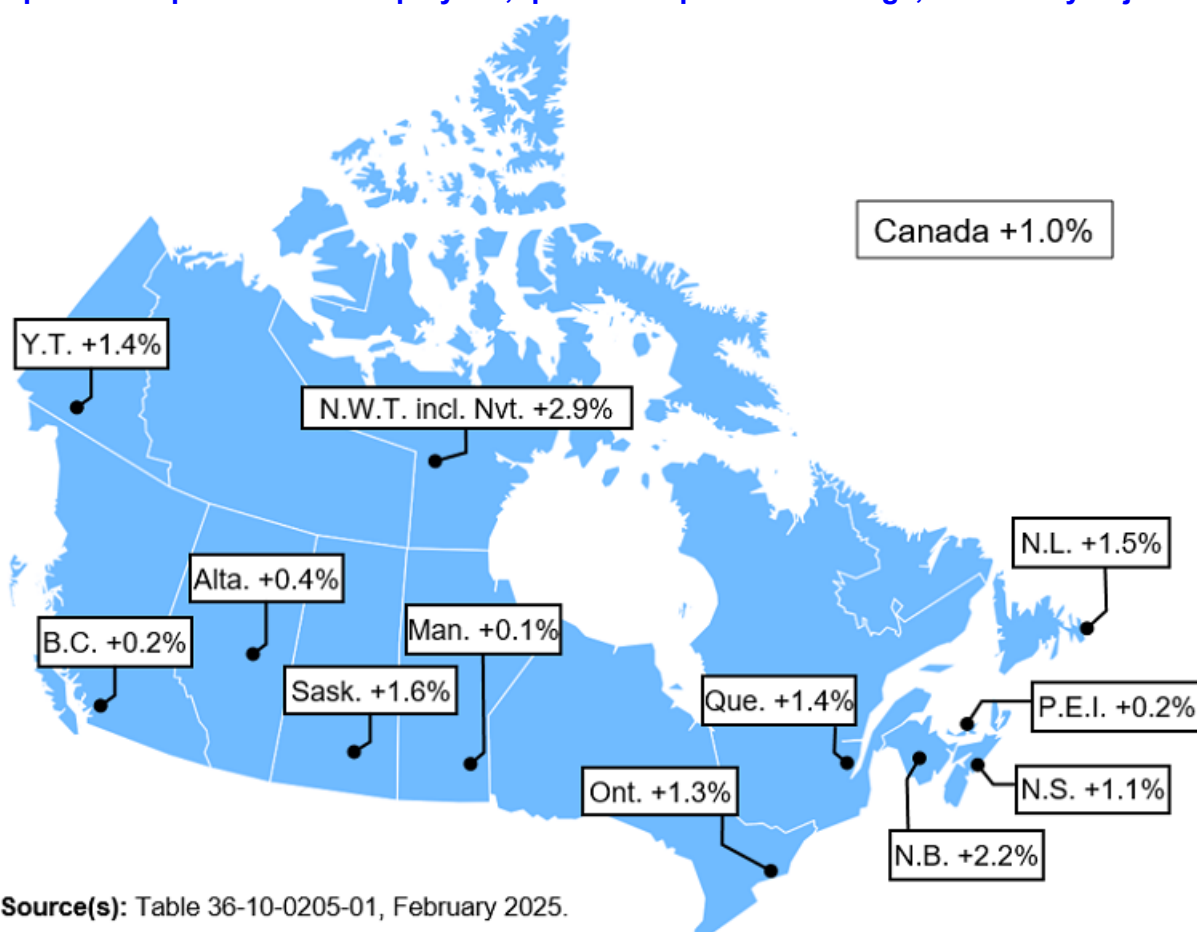 Canada +1.0%
Y.T. +1.4%
N.W.T. incl. Nvt. +2.9%
N.L. +1.5%
Alta. +0.4%
Man. +0.1%
B.C. +0.2%
Sask. +1.6%
Que. +1.4%
P.E.I. +0.2%
Ont. +1.3%
N.S. +1.1%
N.B. +2.2%
Source(s): Table 36-10-0205-01, February 2025.